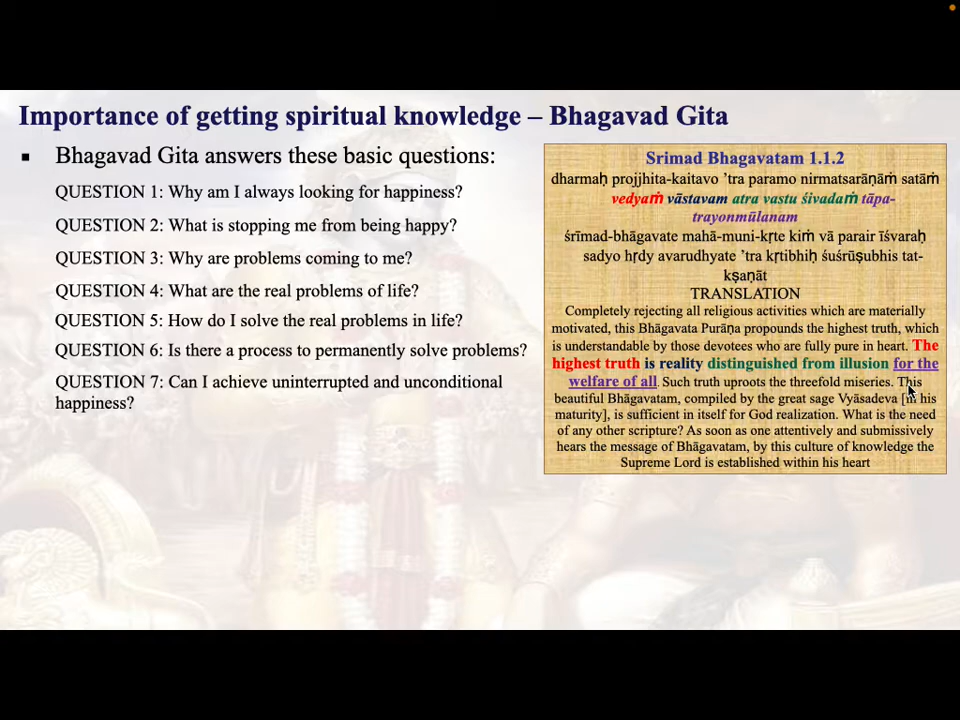 Importance of getting spiritual knowledge – Bhagavad Gita
▪ Bhagavad Gita answers these basic questions:
QUESTION 1: Why am I always looking for happiness?
QUESTION 2: What is stopping me from being happy?
QUESTION 3: Why are problems coming to me?
QUESTION 4: What are the real problems of life?
QUESTION 5: How do I solve the real problems in life?
QUESTION 6: Is there a process to permanently solve problems?
QUESTION 7: Can I achieve uninterrupted and unconditional
happiness?
Srimad Bhagavatam 1.1.2
dharmaḥ projjhita-kaitavo ’tra paramo nirmatsarāṇāṁ satāṁ
vedyaṁ vāstavam atra vastu śivadaṁ tāpa-
trayonmūlanam
śrīmad-bhāgavate mahā-muni-kṛte kiṁ vā parair īśvaraḥ
sadyo hṛdy avarudhyate ’tra kṛtibhiḥ śuśrūṣubhis tat-
kṣaṇāt
TRANSLATION
Completely rejecting all religious activities which are materially
motivated, this Bhāgavata Purāṇa propounds the highest truth, which
is understandable by those devotees who are fully pure in heart. The
highest truth is reality distinguished from illusion for the
welfare of all. Such truth uproots the threefold miseries. This
beautiful Bhāgavatam, compiled by the great sage Vyāsadeva [in his
maturity], is sufficient in itself for God realization. What is the need
of any other scripture? As soon as one attentively and submissively
hears the message of Bhāgavatam, by this culture of knowledge the
Supreme Lord is established within his heart